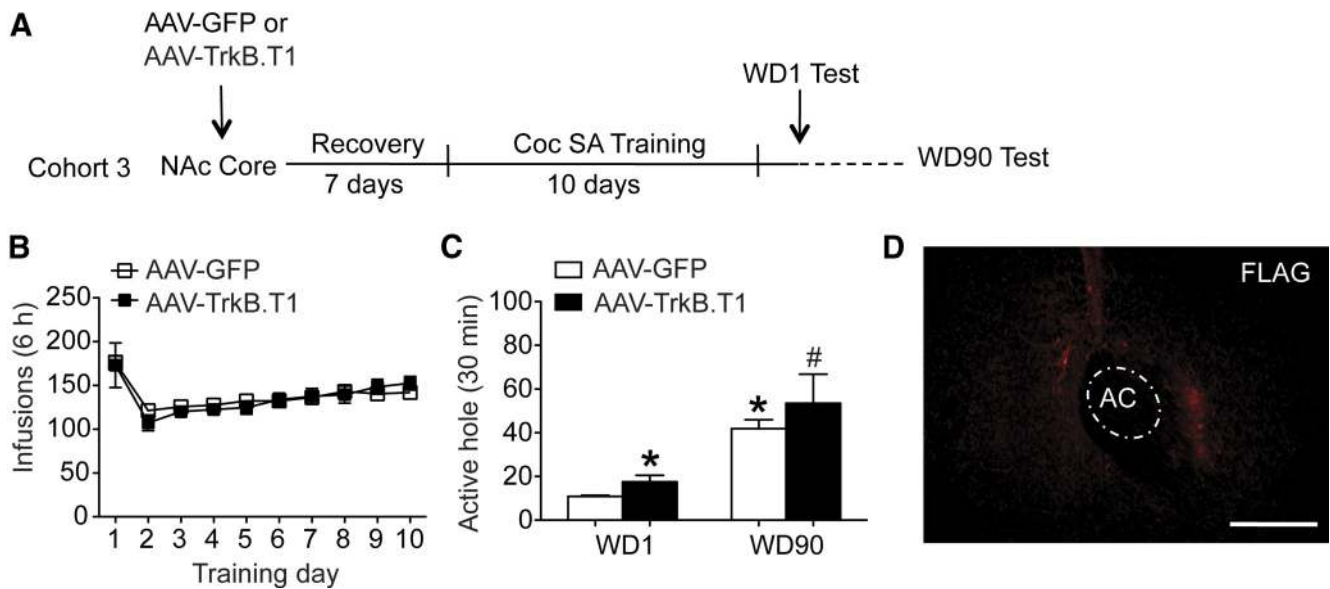 A
AAV-GFP or
AAV-TrkB.T1
WD1 Test
Cohort 3
NAc Core
Recovery
7 days
Coc SA Training
10 days
WD90 Test
B
AAV-GFP
AAV-TrkB.T1
Infusions (6 h)
250
200
150
100
50
0
1 2 3 4 5 6 7 8 9 10
Training day
C
AAV-GFP
AAV-TrkB.T1
Active hole (30 min)
100
80
60
40
20
0
*
*
#
WD1 WD90
D
FLAG
AC